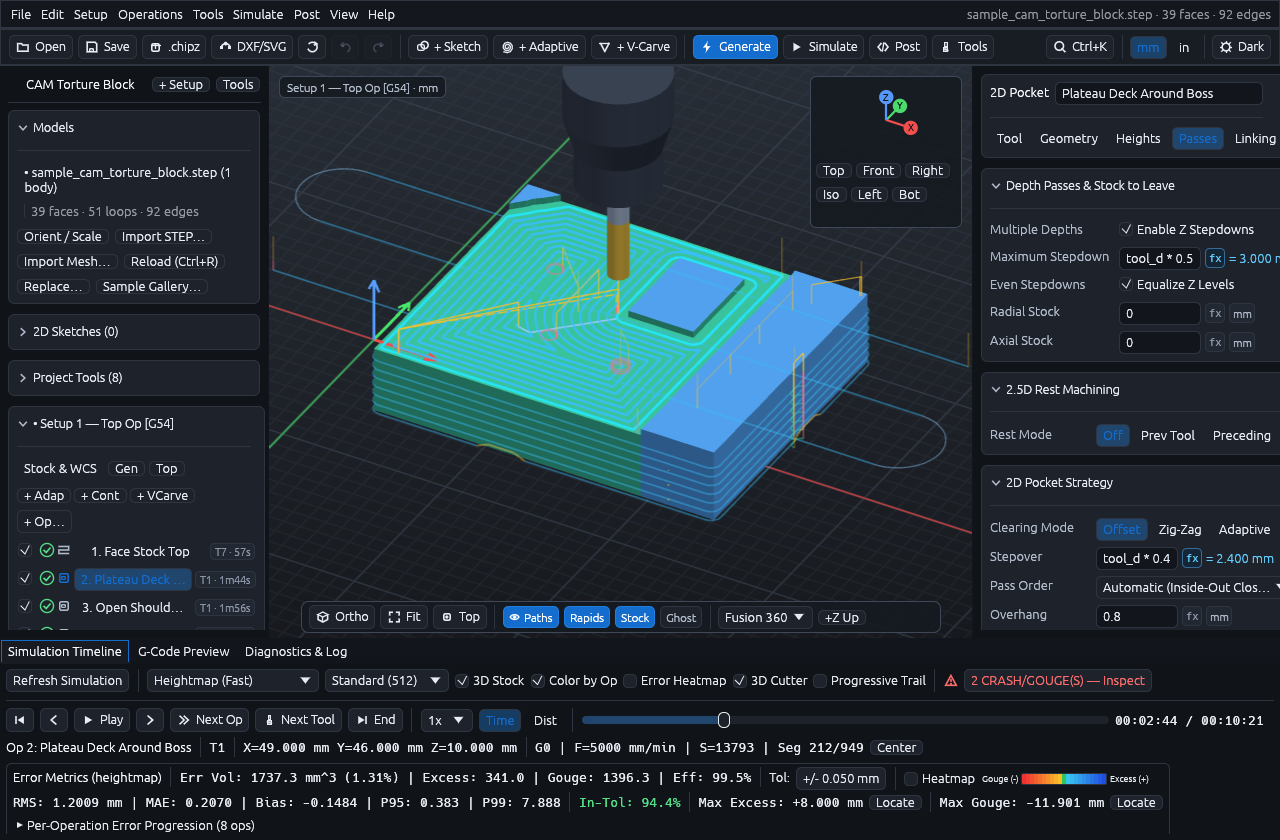 File Edit Setup Operations Tools Simulate Post View Help
sample_cam_torture_block.step · 39 faces · 92 edges
Open Save .chipz DXF/SVG + Sketch + Adaptive + V-Carve Generate Simulate Post Tools Ctrl+K mm in Dark
CAM Torture Block + Setup Tools
Models
• sample_cam_torture_block.step (1 body)
39 faces · 51 loops · 92 edges
Orient / Scale Import STEP…
Import Mesh… Reload (Ctrl+R)
Replace… Sample Gallery…
2D Sketches (0)
Project Tools (8)
• Setup 1 — Top Op [G54]
Stock & WCS Gen Top
+ Adap + Cont + VCarve
+ Op…
1. Face Stock Top T7 · 57s
2. Plateau Deck … T1 · 1m44s
3. Open Should… T1 · 1m56s
Setup 1 — Top Op [G54] · mm
Z Y X
Top Front Right
Iso Left Bot
Ortho Fit Top Paths Rapids Stock Ghost Fusion 360 +Z Up
2D Pocket Plateau Deck Around Boss
Tool Geometry Heights Passes Linking
Depth Passes & Stock to Leave
Multiple Depths Enable Z Stepdowns
Maximum Stepdown tool_d * 0.5 fx = 3.000
Even Stepdowns Equalize Z Levels
Radial Stock 0 fx mm
Axial Stock 0 fx mm
2.5D Rest Machining
Rest Mode Off Prev Tool Preceding
2D Pocket Strategy
Clearing Mode Offset Zig-Zag Adaptive
Stepover tool_d * 0.4 fx = 2.400 mm
Pass Order Automatic (Inside-Out Clos…
Overhang 0.8 fx mm
Simulation Timeline G-Code Preview Diagnostics & Log
Refresh Simulation Heightmap (Fast) Standard (512) 3D Stock Color by Op Error Heatmap 3D Cutter Progressive Trail 2 CRASH/GOUGE(S) — Inspect
Play Next Op Next Tool End 1x Time Dist 00:02:44 / 00:10:21
Op 2: Plateau Deck Around Boss T1 X=49.000 mm Y=46.000 mm Z=10.000 mm G0 | F=5000 mm/min | S=13793 | Seg 212/949 Center
Error Metrics (heightmap) Err Vol: 1737.3 mm^3 (1.31%) | Excess: 341.0 | Gouge: 1396.3 | Eff: 99.5% Tol: +/- 0.050 mm Heatmap Gouge (-) Excess (+)
RMS: 1.2009 mm | MAE: 0.2070 | Bias: -0.1484 | P95: 0.383 | P99: 7.888 In-Tol: 94.4% Max Excess: +8.000 mm Locate Max Gouge: -11.901 mm Locate
Per-Operation Error Progression (8 ops)